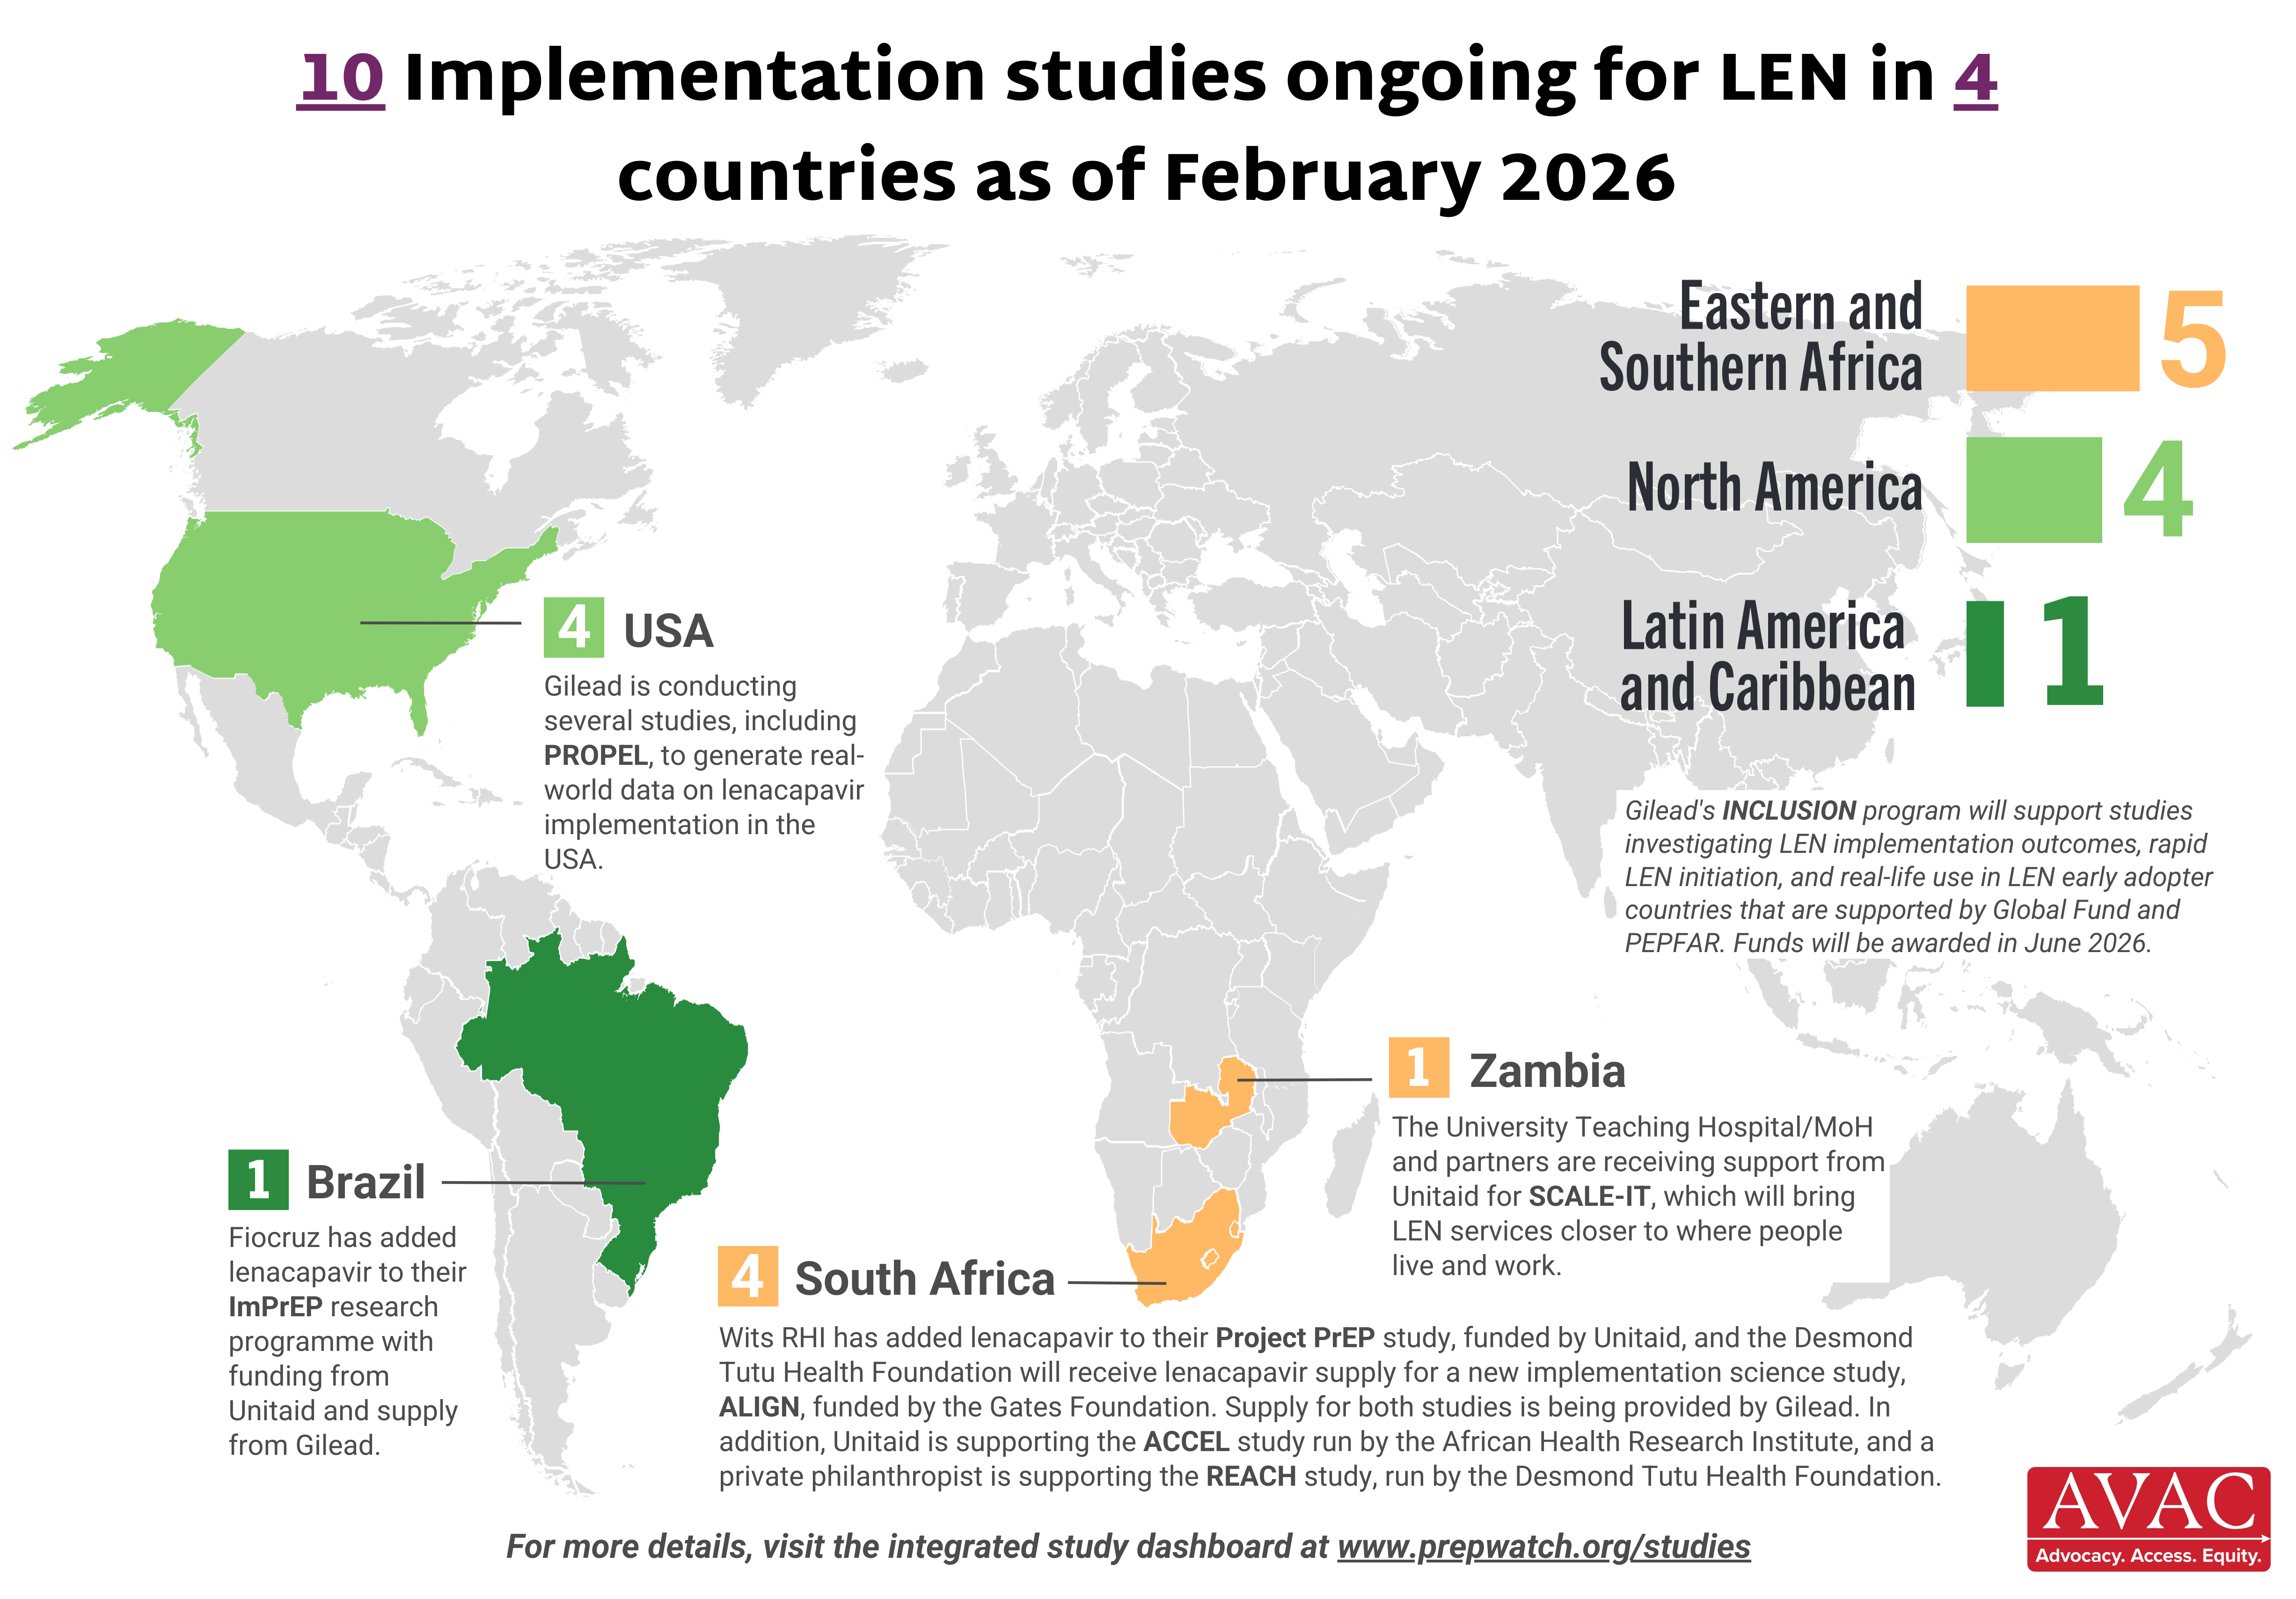 10 Implementation studies ongoing for LEN in 4
countries as of February 2026
Eastern and
Southern Africa
5
North America
4
Latin America
and Caribbean
1
4 USA
Gilead is conducting
several studies, including
PROPEL, to generate real-
world data on lenacapavir
implementation in the
USA.
Gilead's INCLUSION program will support studies
investigating LEN implementation outcomes, rapid
LEN initiation, and real-life use in LEN early adopter
countries that are supported by Global Fund and
PEPFAR. Funds will be awarded in June 2026.
1 Zambia
The University Teaching Hospital/MoH
and partners are receiving support from
Unitaid for SCALE-IT, which will bring
LEN services closer to where people
live and work.
1 Brazil
Fiocruz has added
lenacapavir to their
ImPrEP research
programme with
funding from
Unitaid and supply
from Gilead.
4 South Africa
Wits RHI has added lenacapavir to their Project PrEP study, funded by Unitaid, and the Desmond
Tutu Health Foundation will receive lenacapavir supply for a new implementation science study,
ALIGN, funded by the Gates Foundation. Supply for both studies is being provided by Gilead. In
addition, Unitaid is supporting the ACCEL study run by the African Health Research Institute, and a
private philanthropist is supporting the REACH study, run by the Desmond Tutu Health Foundation.
For more details, visit the integrated study dashboard at www.prepwatch.org/studies
AVAC
Advocacy. Access. Equity.